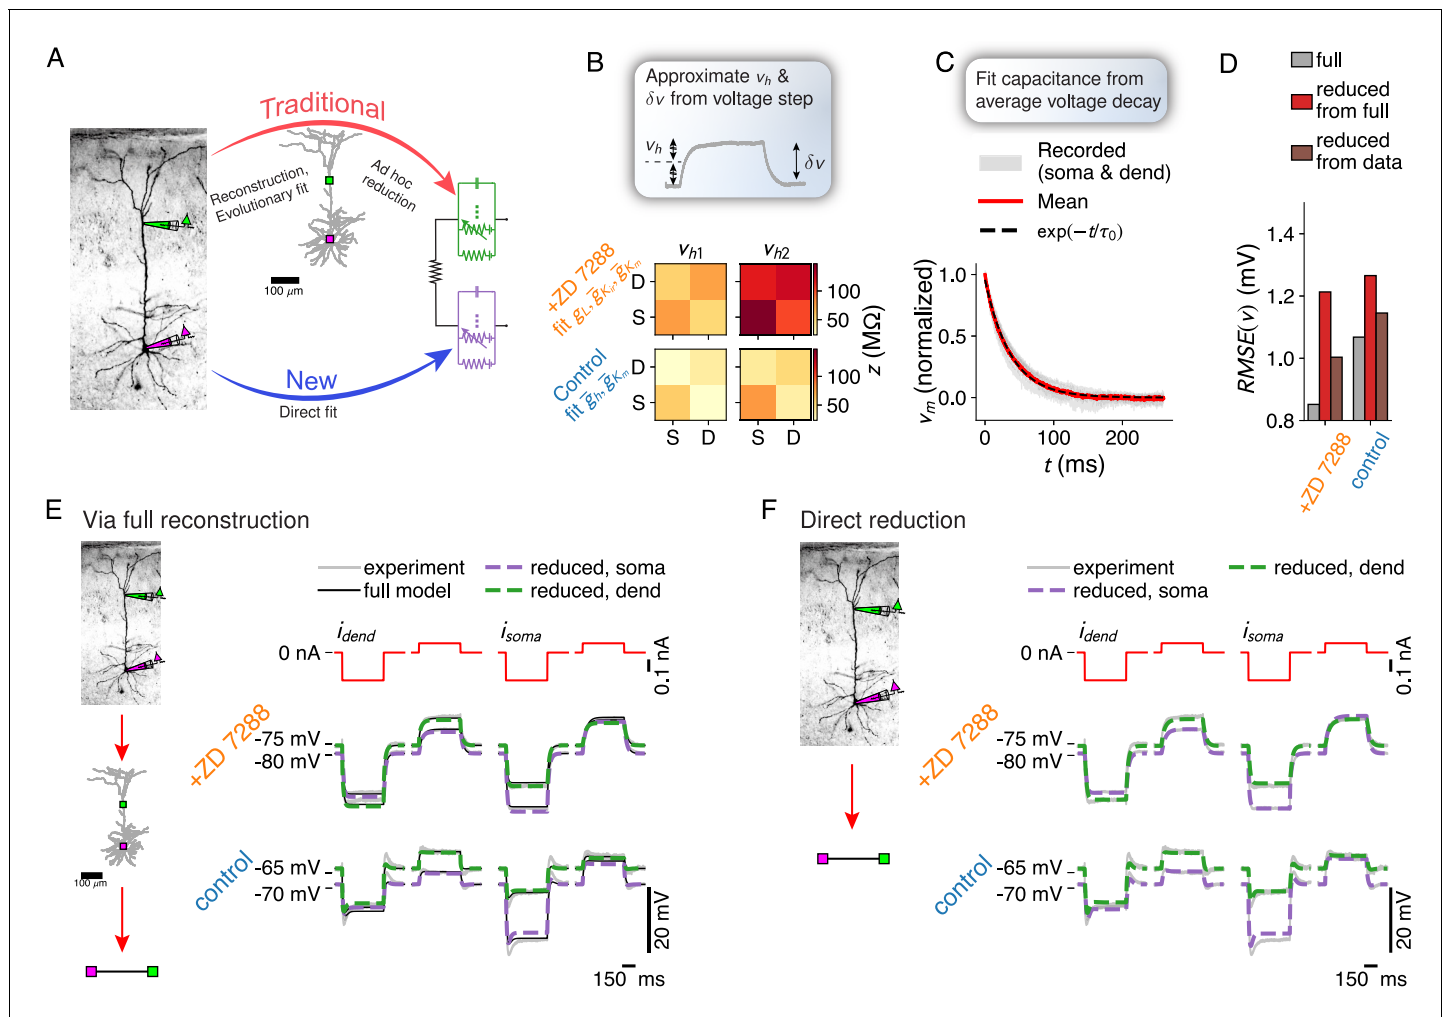 A
Traditional
Reconstruction,
Evolutionary fit
Ad hoc
reduction
100 μm
New
Direct fit
B
Approximate v_h &
δv from voltage step
v_h
δv
v_h1
v_h2
+ZD 7288
fit g_L, g̅_K_ir, g̅_K_m
D
S
100
50
z (MΩ)
Control
fit g̅_h, g̅_K_m
D
S
100
50
S
D
S
D
C
Fit capacitance from
average voltage decay
Recorded
(soma & dend)
Mean
exp(−t/τ₀)
1.0
0.5
0.0
v_m (normalized)
0
100
200
t (ms)
D
full
reduced
from full
reduced
from data
1.4
1.2
1.0
0.8
RMSE(v) (mV)
+ZD 7288
control
E
Via full reconstruction
experiment
full model
reduced, soma
reduced, dend
i_dend
i_soma
0 nA
0.1 nA
+ZD 7288
-75 mV
-80 mV
control
-65 mV
-70 mV
100 μm
20 mV
150 ms
F
Direct reduction
experiment
reduced, soma
reduced, dend
i_dend
i_soma
0 nA
0.1 nA
+ZD 7288
-75 mV
-80 mV
control
-65 mV
-70 mV
20 mV
150 ms